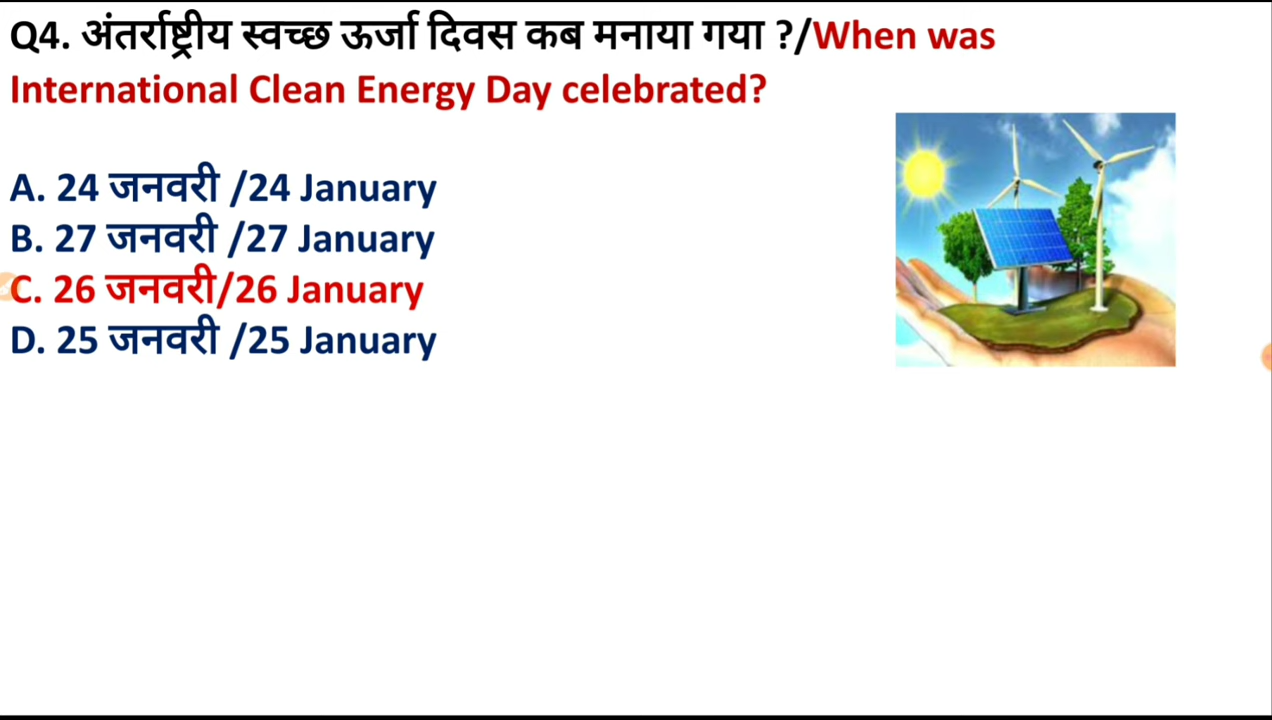 Q4. अंतर्राष्ट्रीय स्वच्छ ऊर्जा दिवस कब मनाया गया ?/When was
International Clean Energy Day celebrated?
A. 24 जनवरी /24 January
B. 27 जनवरी /27 January
C. 26 जनवरी/26 January
D. 25 जनवरी /25 January